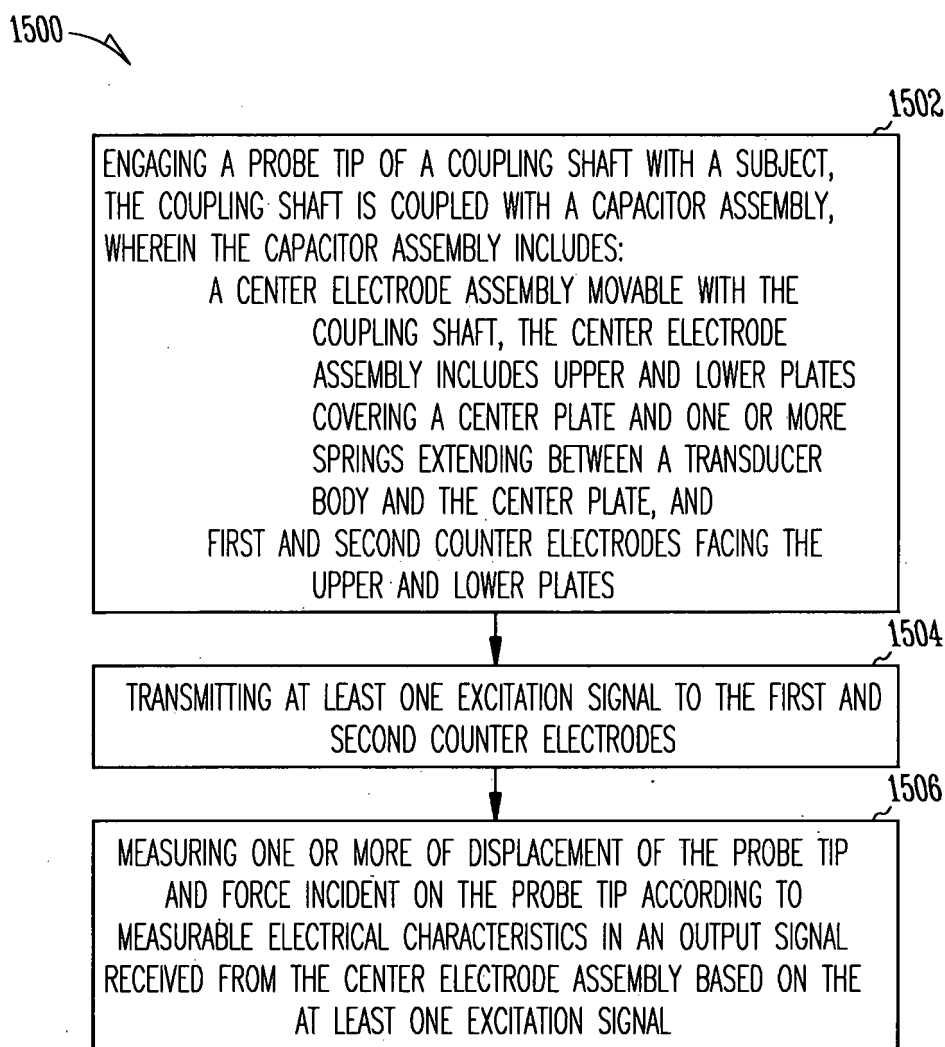 1500
1502
ENGAGING A PROBE TIP OF A COUPLING SHAFT WITH A SUBJECT,
THE COUPLING SHAFT IS COUPLED WITH A CAPACITOR ASSEMBLY,
WHEREIN THE CAPACITOR ASSEMBLY INCLUDES:
A CENTER ELECTRODE ASSEMBLY MOVABLE WITH THE
COUPLING SHAFT, THE CENTER ELECTRODE
ASSEMBLY INCLUDES UPPER AND LOWER PLATES
COVERING A CENTER PLATE AND ONE OR MORE
SPRINGS EXTENDING BETWEEN A TRANSDUCER
BODY AND THE CENTER PLATE, AND
FIRST AND SECOND COUNTER ELECTRODES FACING THE
UPPER AND LOWER PLATES
1504
TRANSMITTING AT LEAST ONE EXCITATION SIGNAL TO THE FIRST AND
SECOND COUNTER ELECTRODES
1506
MEASURING ONE OR MORE OF DISPLACEMENT OF THE PROBE TIP
AND FORCE INCIDENT ON THE PROBE TIP ACCORDING TO
MEASURABLE ELECTRICAL CHARACTERISTICS IN AN OUTPUT SIGNAL
RECEIVED FROM THE CENTER ELECTRODE ASSEMBLY BASED ON THE
AT LEAST ONE EXCITATION SIGNAL